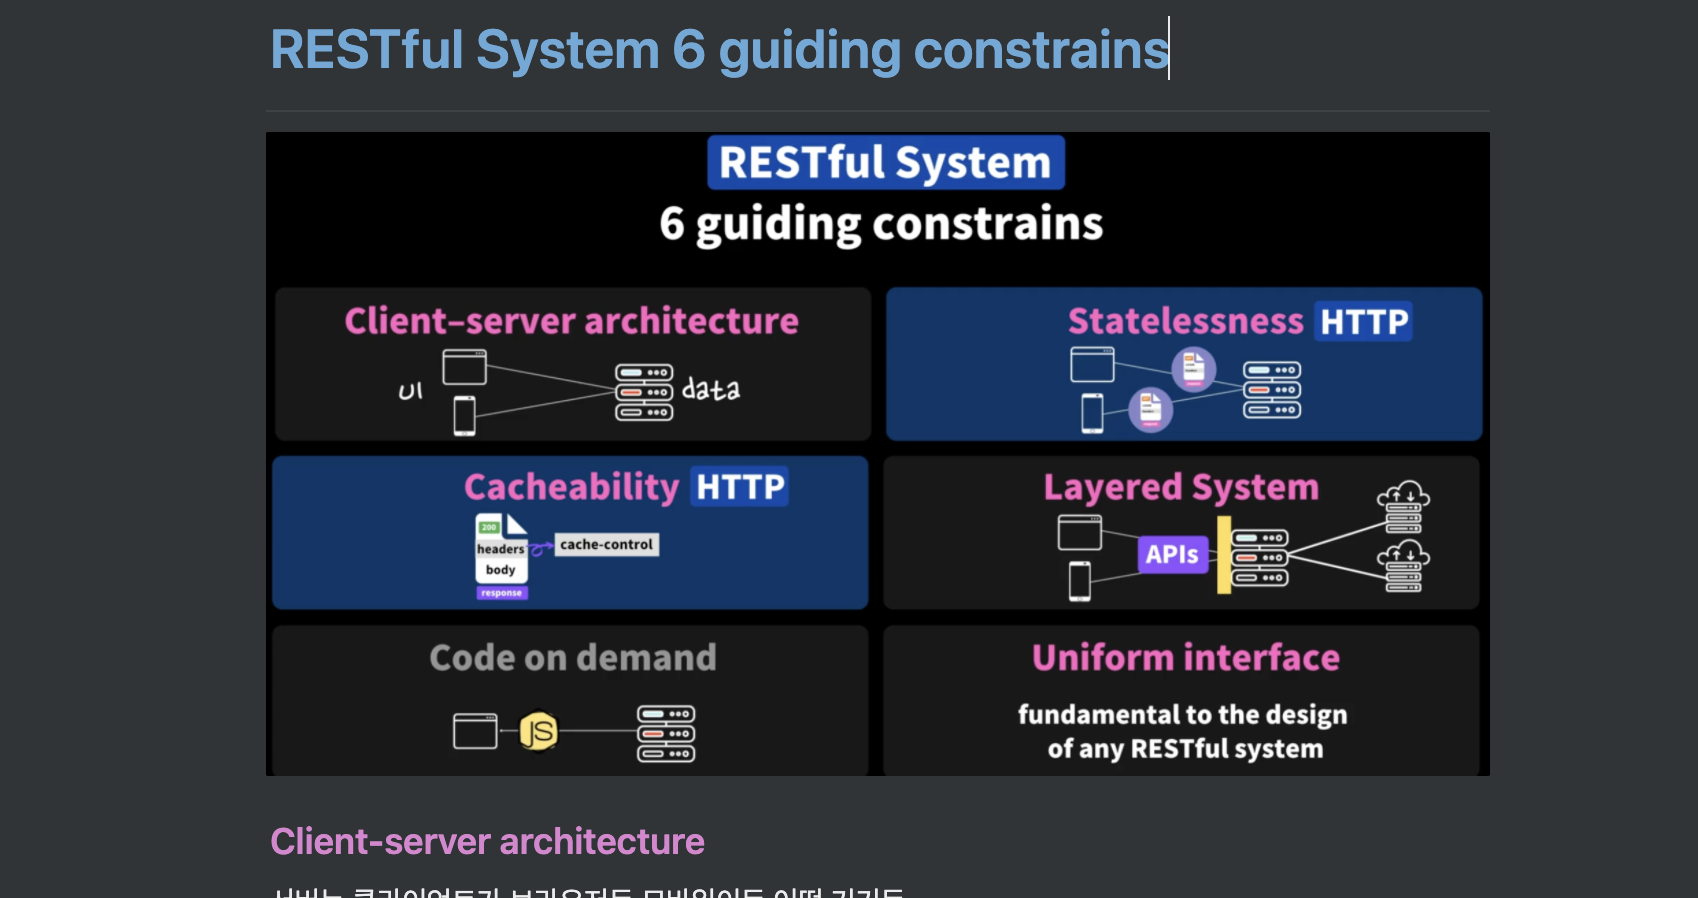 RESTful System 6 guiding constrains
RESTful System
6 guiding constrains
Client–server architecture
UI
data
Statelessness HTTP
Cacheability HTTP
200
headers
cache-control
body
response
Layered System
APIs
Code on demand
JS
Uniform interface
fundamental to the design
of any RESTful system
Client-server architecture